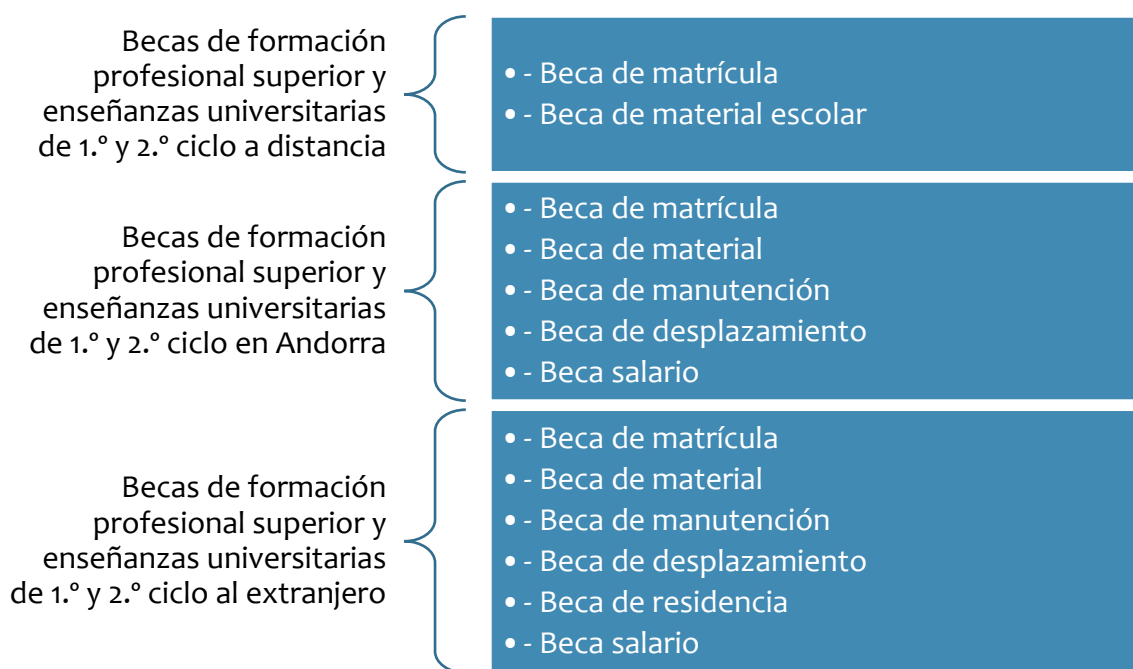 Becas de formación
profesional superior y
enseñanzas universitarias
de 1.º y 2.º ciclo a distancia
• - Beca de matrícula
• - Beca de material escolar
Becas de formación
profesional superior y
enseñanzas universitarias
de 1.º y 2.º ciclo en Andorra
• - Beca de matrícula
• - Beca de material
• - Beca de manutención
• - Beca de desplazamiento
• - Beca salario
Becas de formación
profesional superior y
enseñanzas universitarias
de 1.º y 2.º ciclo al extranjero
• - Beca de matrícula
• - Beca de material
• - Beca de manutención
• - Beca de desplazamiento
• - Beca de residencia
• - Beca salario